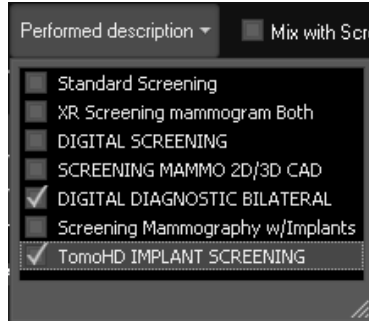 Performed description Mix with Scr
Standard Screening
XR Screening mammogram Both
DIGITAL SCREENING
SCREENING MAMMO 2D/3D CAD
DIGITAL DIAGNOSTIC BILATERAL
Screening Mammography w/Implants
TomoHD IMPLANT SCREENING